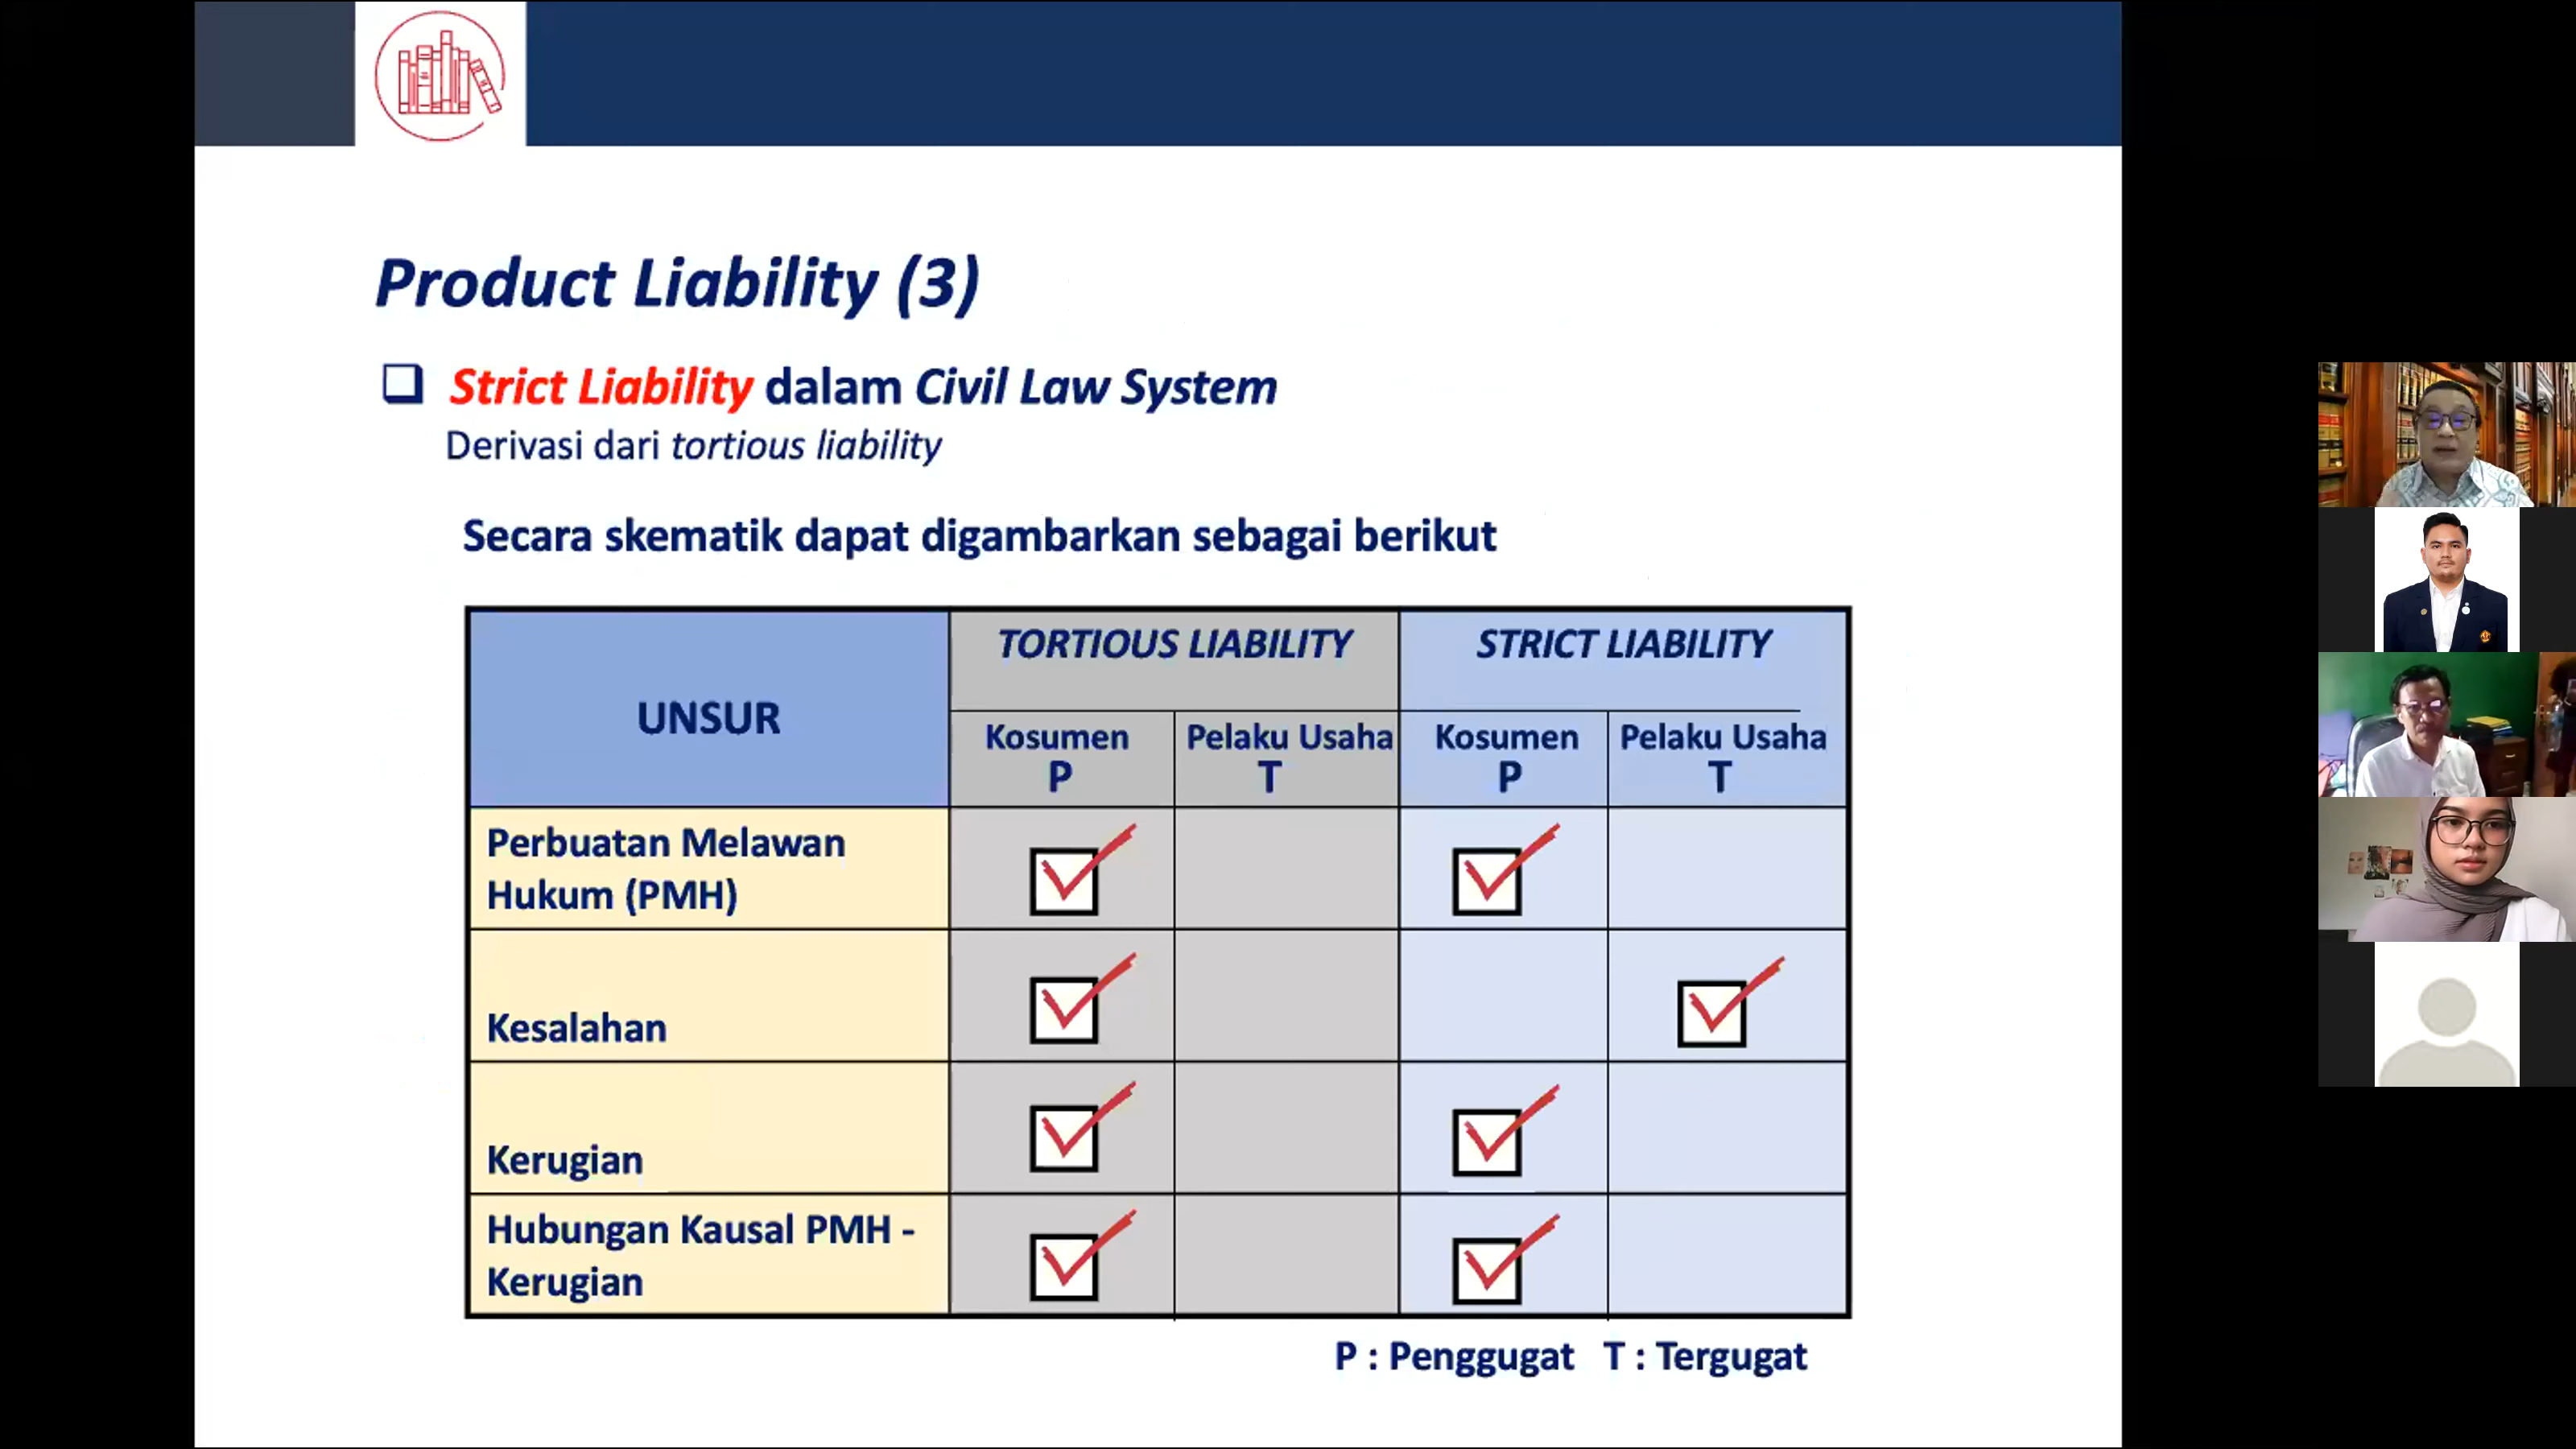 Product Liability (3)
Strict Liability dalam Civil Law System
Derivasi dari tortious liability
Secara skematik dapat digambarkan sebagai berikut
UNSUR
TORTIOUS LIABILITY
STRICT LIABILITY
Kosumen
P
Pelaku Usaha
T
Kosumen
P
Pelaku Usaha
T
Perbuatan Melawan
Hukum (PMH)
Kesalahan
Kerugian
Hubungan Kausal PMH -
Kerugian
P : Penggugat T : Tergugat